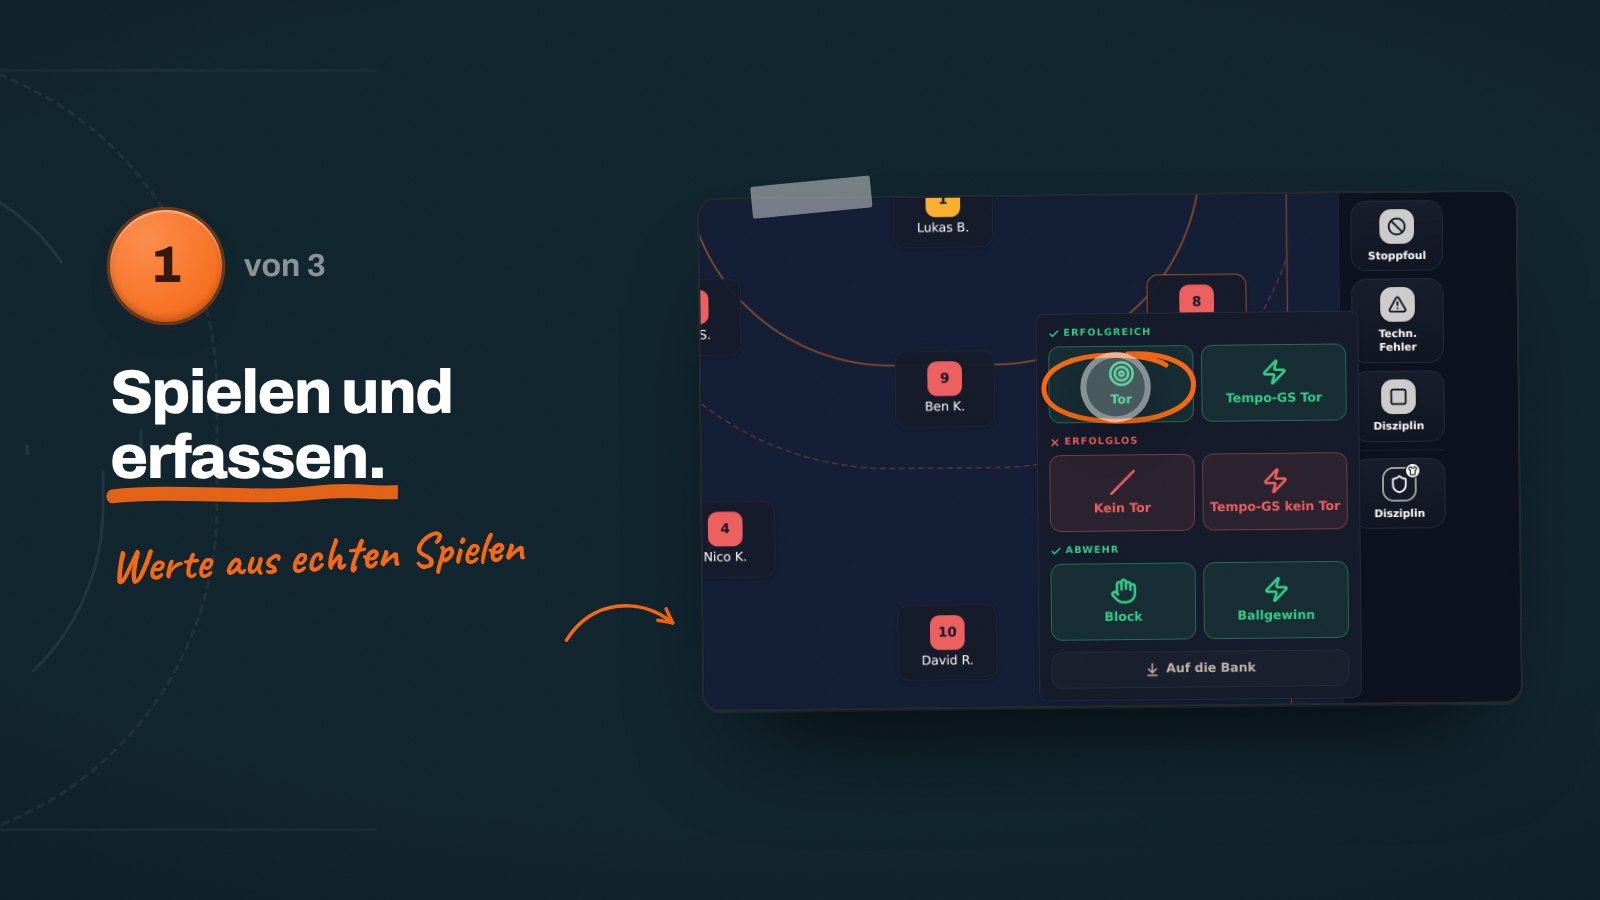 1
von 3
Spielen und
erfassen.
Werte aus echten Spielen
1
Lukas B.
S.
8
9
Ben K.
4
Nico K.
10
David R.
ERFOLGREICH
Tor
Tempo-GS Tor
ERFOLGLOS
Kein Tor
Tempo-GS kein Tor
ABWEHR
Block
Ballgewinn
Auf die Bank
Stoppfoul
Techn.
Fehler
Disziplin
Disziplin